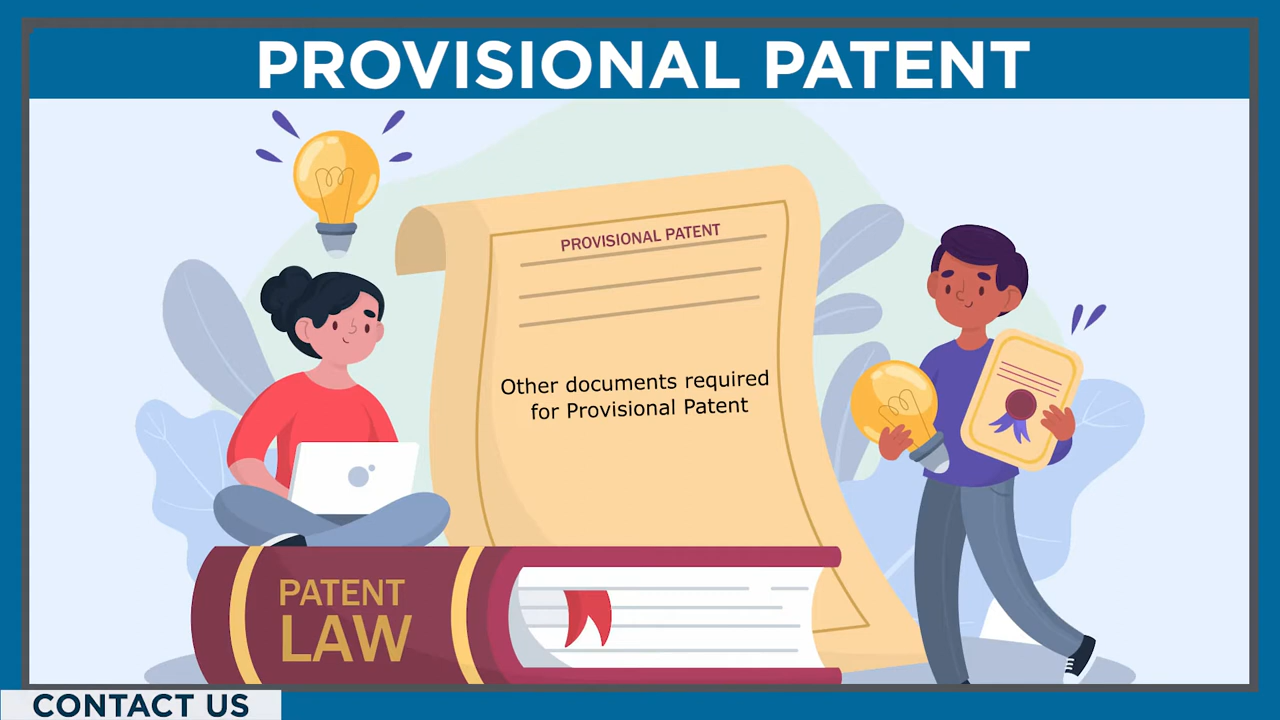 PROVISIONAL PATENT
PROVISIONAL PATENT
Other documents required
for Provisional Patent
PATENT
LAW
CONTACT US